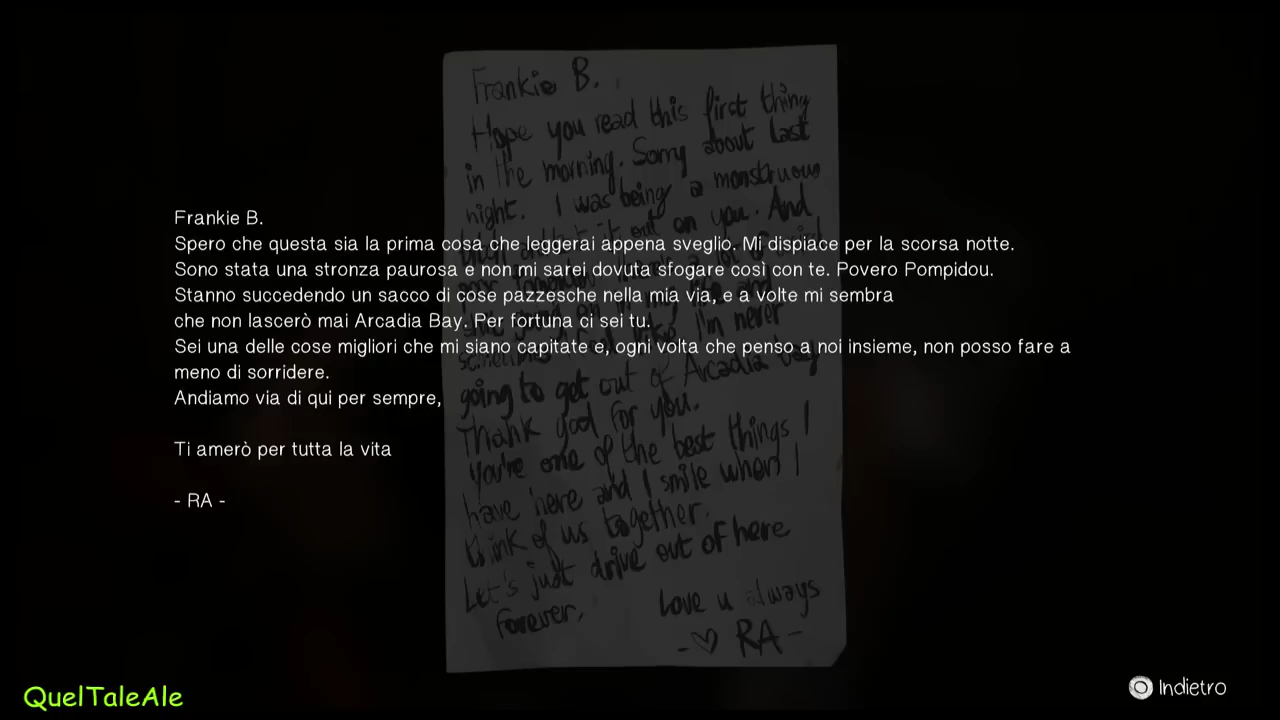 Frankie B.
Hope you read this first thing
in the morning. Sorry about last
night. I was being a monstruous
out on you. And
Frankie B.
Spero che questa sia la prima cosa che leggerai appena sveglio. Mi dispiace per la scorsa notte.
Sono stata una stronza paurosa e non mi sarei dovuta sfogare così con te. Povero Pompidou.
Stanno succedendo un sacco di cose pazzesche nella mia via, e a volte mi sembra
che non lascerò mai Arcadia Bay. Per fortuna ci sei tu.
Sei una delle cose migliori che mi siano capitate e, ogni volta che penso a noi insieme, non posso fare a
meno di sorridere.
Andiamo via di qui per sempre,
Ti amerò per tutta la vita
- RA -
I'm never
going to get out of Arcadia bay
Thank god for you.
You're one of the best things I
have here and I smile when I
think of us together.
Let's just drive out of here
forever,
Love u always
-♡ RA-
QuelTaleAle
Indietro